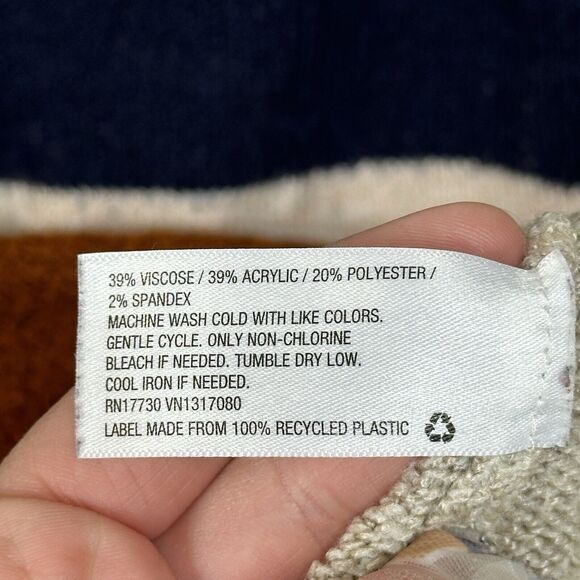 39% VISCOSE / 39% ACRYLIC / 20% POLYESTER /
2% SPANDEX
MACHINE WASH COLD WITH LIKE COLORS.
GENTLE CYCLE. ONLY NON-CHLORINE
BLEACH IF NEEDED. TUMBLE DRY LOW.
COOL IRON IF NEEDED.
RN17730 VN1317080
LABEL MADE FROM 100% RECYCLED PLASTIC